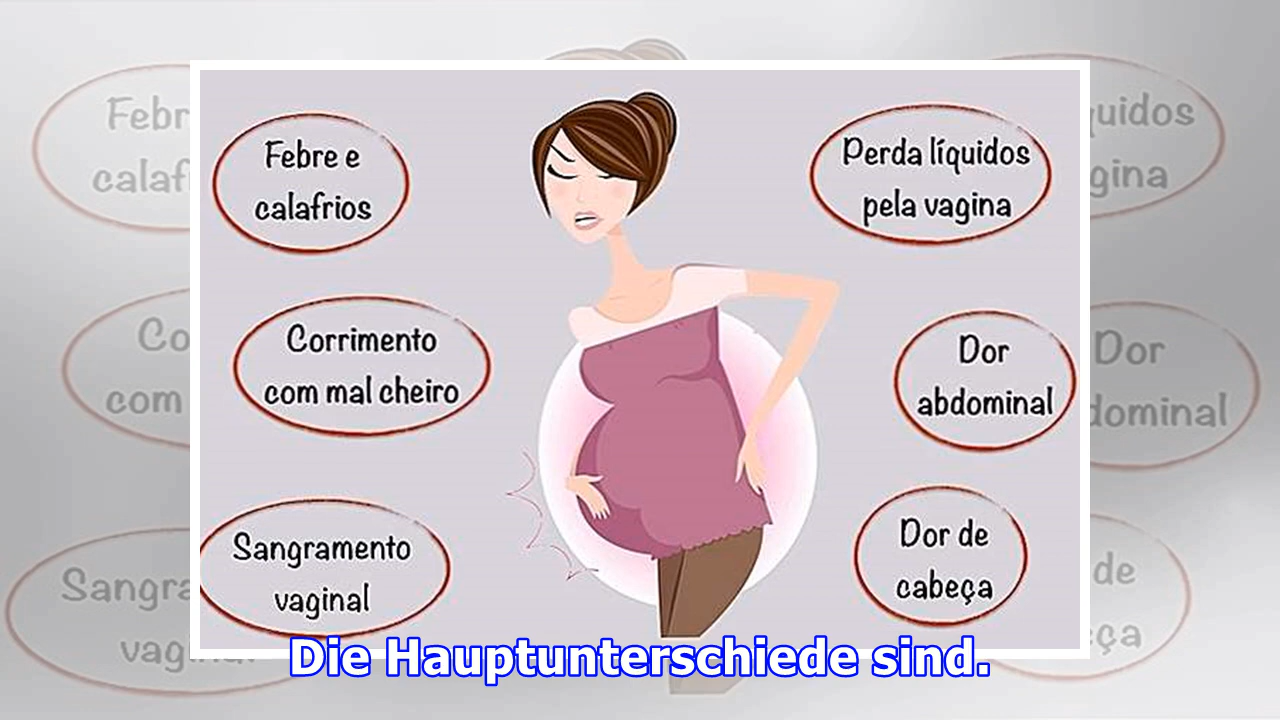 Febre e
calafrios
Perda líquidos
pela vagina
Corrimento
com mal cheiro
Dor
abdominal
Sangramento
vaginal
Dor de
cabeça
Die Hauptunterschiede sind.